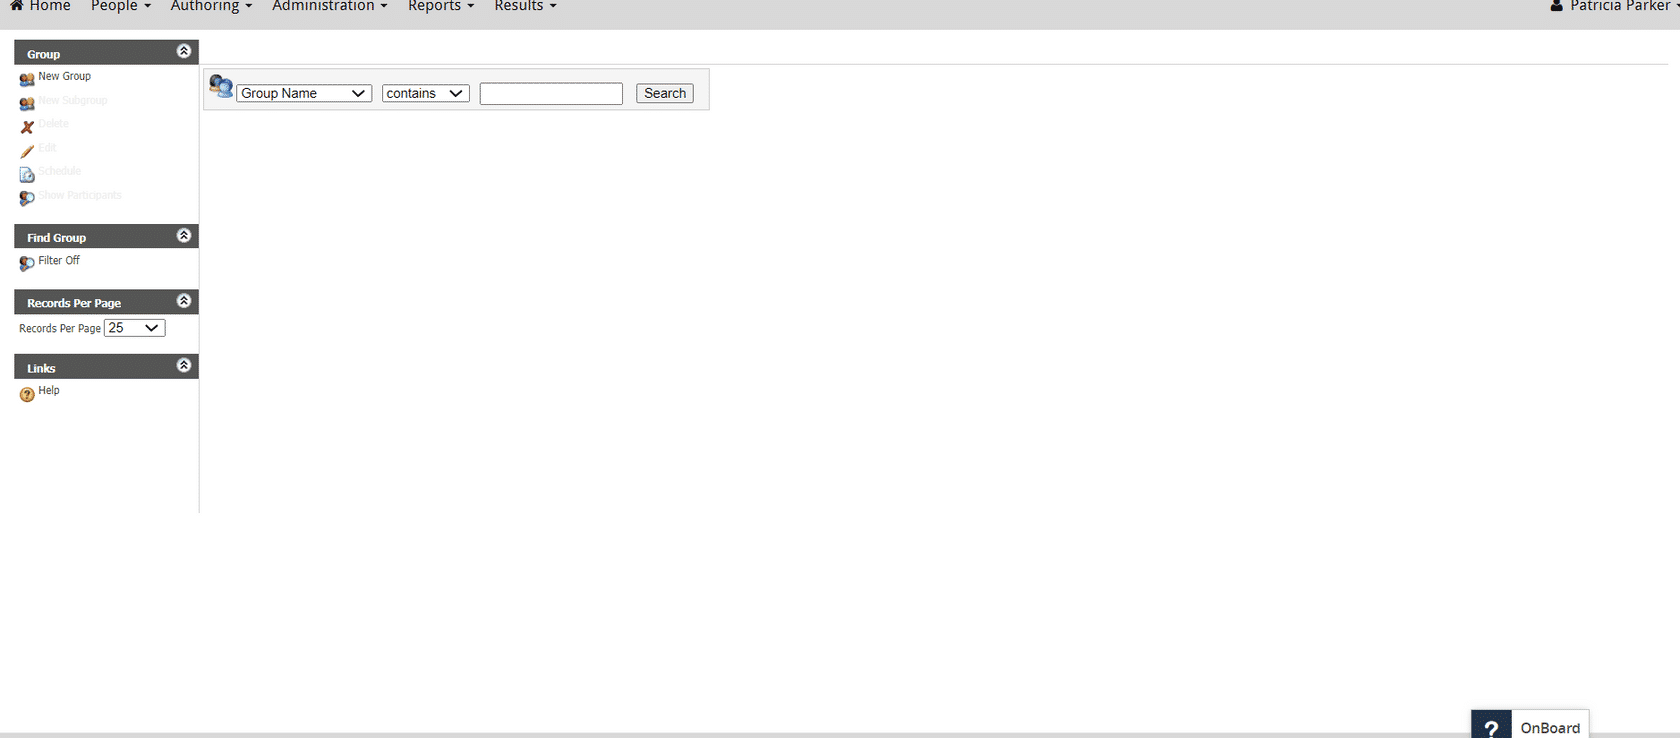 Home People Authoring Administration Reports Results Patricia Parker
Group
New Group
New Subgroup
Delete
Edit
Schedule
Show Participants
Group Name contains Search
Find Group
Filter Off
Records Per Page
Records Per Page 25
Links
? Help
? OnBoard